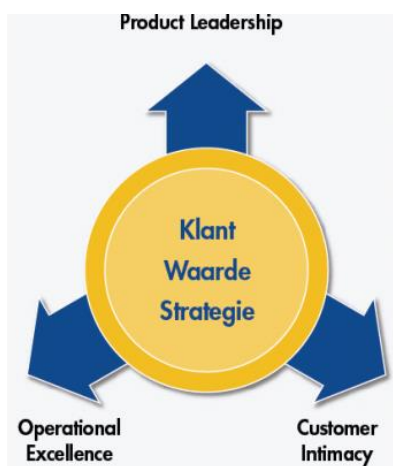 Product Leadership
Klant
Waarde
Strategie
Operational
Excellence
Customer
Intimacy